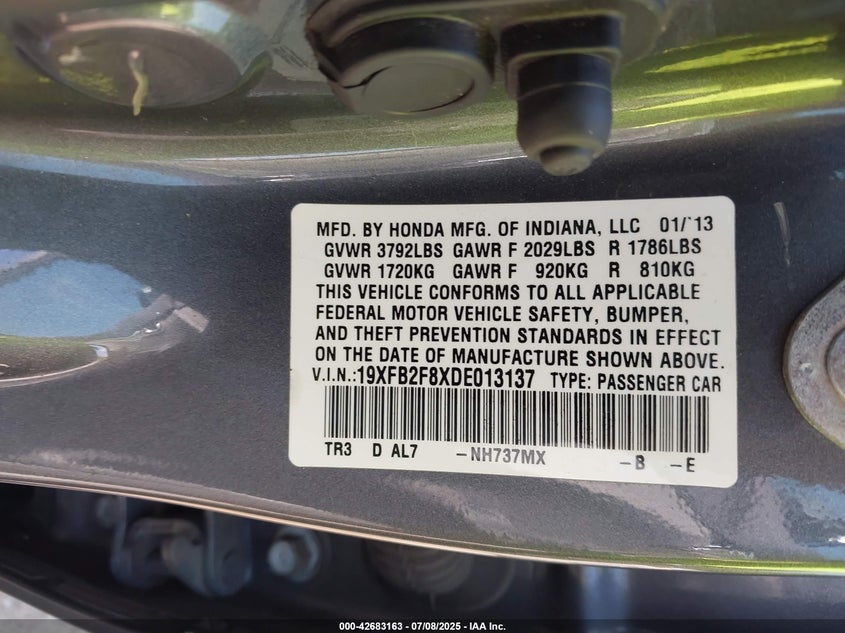 MFD. BY HONDA MFG. OF INDIANA, LLC 01/'13
GVWR 3792LBS GAWR F 2029LBS R 1786LBS
GVWR 1720KG GAWR F 920KG R 810KG
THIS VEHICLE CONFORMS TO ALL APPLICABLE
FEDERAL MOTOR VEHICLE SAFETY, BUMPER,
AND THEFT PREVENTION STANDARDS IN EFFECT
ON THE DATE OF MANUFACTURE SHOWN ABOVE.
V.I.N.:19XFB2F8XDE013137 TYPE: PASSENGER CAR
TR3 D AL7 –NH737MX –B –E
000-42683163 - 07/08/2025 - IAA Inc.